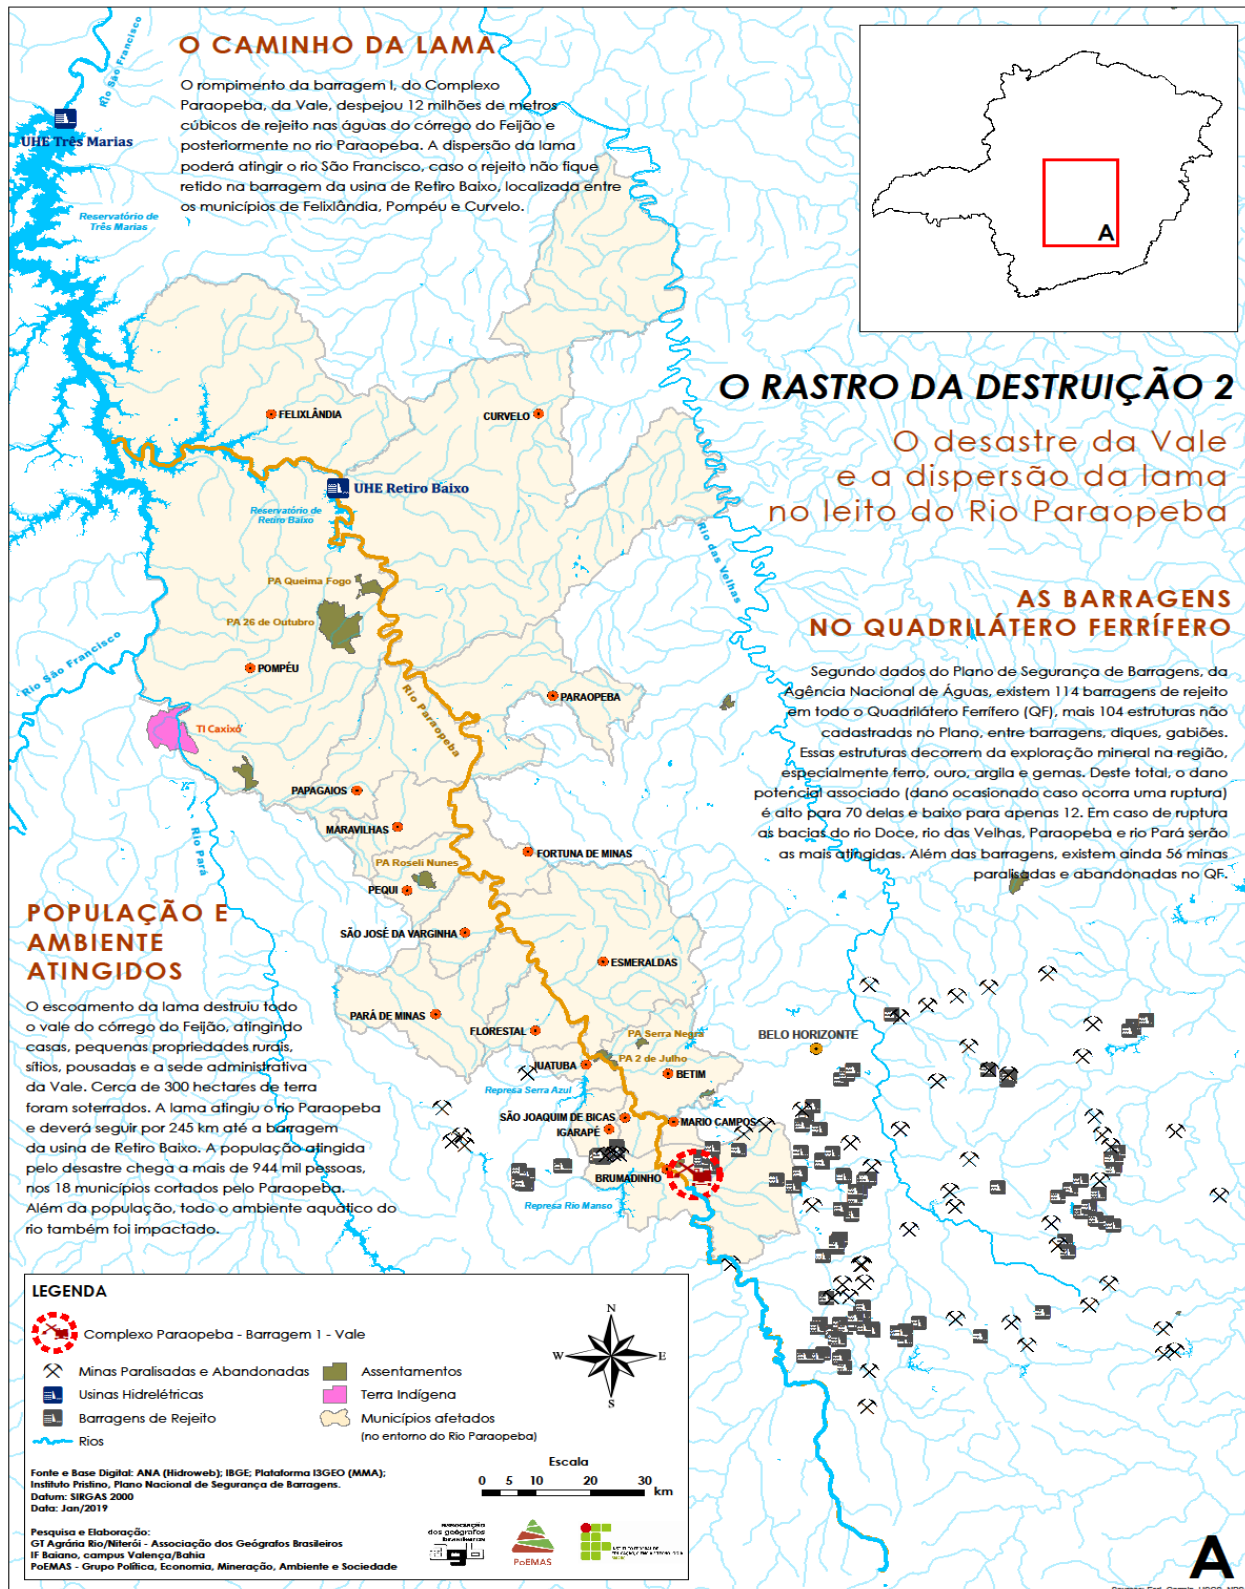 O CAMINHO DA LAMA
O rompimento da barragem I, do Complexo
Paraopeba, da Vale, despejou 12 milhões de metros
cúbicos de rejeito nas águas do córrego do Feijão e
posteriormente no rio Paraopeba. A dispersão da lama
poderá atingir o rio São Francisco, caso o rejeito não fique
retido na barragem da usina de Retiro Baixo, localizada entre
os municípios de Felixlândia, Pompéu e Curvelo.
Rio São Francisco
UHE Três Marias
Reservatório de
Três Marias
A
O RASTRO DA DESTRUIÇÃO 2
O desastre da Vale
e a dispersão da lama
no leito do Rio Paraopeba
FELIXLÂNDIA
CURVELO
UHE Retiro Baixo
Reservatório de
Retiro Baixo
Rio das Velhas
PA Queima Fogo
PA 26 de Outubro
Rio São Francisco
POMPÉU
Rio Paraopeba
PARAOPEBA
TI Caxixó
AS BARRAGENS
NO QUADRILÁTERO FERRÍFERO
Segundo dados do Plano de Segurança de Barragens, da
Agência Nacional de Águas, existem 114 barragens de rejeito
em todo o Quadrilátero Ferrífero (QF), mais 104 estruturas não
cadastradas no Plano, entre barragens, diques, gabiões.
Essas estruturas decorrem da exploração mineral na região,
especialmente ferro, ouro, argila e gemas. Deste total, o dano
potencial associado (dano ocasionado caso ocorra uma ruptura)
é alto para 70 delas e baixo para apenas 12. Em caso de ruptura
as bacias do rio Doce, rio das Velhas, Paraopeba e rio Pará serão
as mais atingidas. Além das barragens, existem ainda 56 minas
paralisadas e abandonadas no QF.
PAPAGAIOS
MARAVILHAS
Rio Pará
FORTUNA DE MINAS
PA Roseli Nunes
PEQUI
SÃO JOSÉ DA VARGINHA
ESMERALDAS
PARÁ DE MINAS
FLORESTAL
PA Serra Negra
BELO HORIZONTE
PA 2 de Julho
JUATUBA
BETIM
Represa Serra Azul
SÃO JOAQUIM DE BICAS
MARIO CAMPOS
IGARAPÉ
BRUMADINHO
Represa Rio Manso
POPULAÇÃO E
AMBIENTE
ATINGIDOS
O escoamento da lama destruiu todo
o vale do córrego do Feijão, atingindo
casas, pequenas propriedades rurais,
sítios, pousadas e a sede administrativa
da Vale. Cerca de 300 hectares de terra
foram soterrados. A lama atingiu o rio Paraopeba
e deverá seguir por 245 km até a barragem
da usina de Retiro Baixo. A população atingida
pelo desastre chega a mais de 944 mil pessoas,
nos 18 municípios cortados pelo Paraopeba.
Além da população, todo o ambiente aquático do
rio também foi impactado.
LEGENDA
Complexo Paraopeba - Barragem 1 - Vale
Minas Paralisadas e Abandonadas
Assentamentos
Usinas Hidrelétricas
Terra Indígena
Barragens de Rejeito
Municípios afetados
(no entorno do Rio Paraopeba)
Rios
N
W
E
S
Escala
0 5 10 20 30
km
Fonte e Base Digital: ANA (Hidroweb); IBGE; Plataforma I3GEO (MMA);
Instituto Pristino, Plano Nacional de Segurança de Barragens.
Datum: SIRGAS 2000
Data: Jan/2019
Pesquisa e Elaboração:
GT Agrária Rio/Niterói - Associação dos Geógrafos Brasileiros
IF Baiano, campus Valença/Bahia
PoEMAS - Grupo Política, Economia, Mineração, Ambiente e Sociedade
associação
dos geógrafos
brasileiros
agb
PoEMAS
A